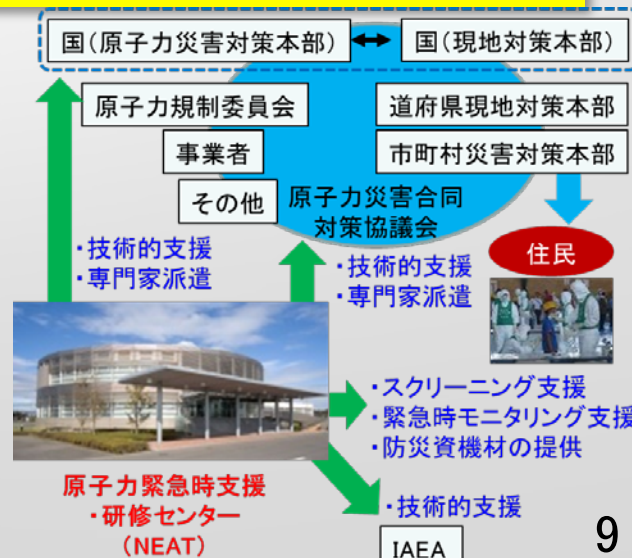 国(原子力災害対策本部)
国(現地対策本部)
原子力規制委員会
道府県現地対策本部
事業者
市町村災害対策本部
その他
原子力災害合同
対策協議会
・技術的支援
・専門家派遣
・技術的支援
・専門家派遣
住民
・スクリーニング支援
・緊急時モニタリング支援
・防災資機材の提供
原子力緊急時支援
・研修センター
(NEAT)
・技術的支援
IAEA
9